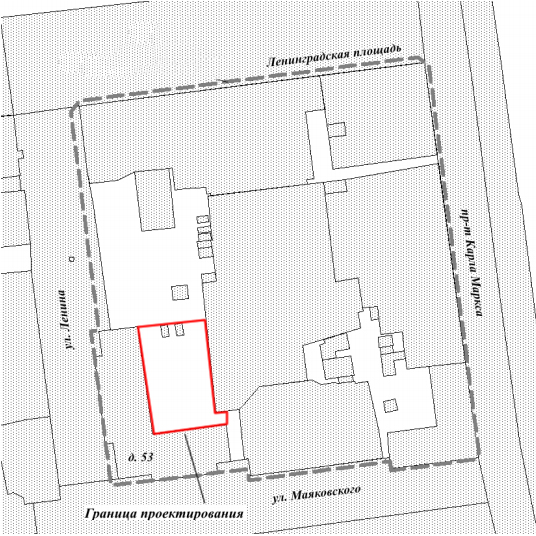 Ленинградская площадь
пр-т Карла Маркса
ул. Ленина
д. 53
ул. Маяковского
Граница проектирования